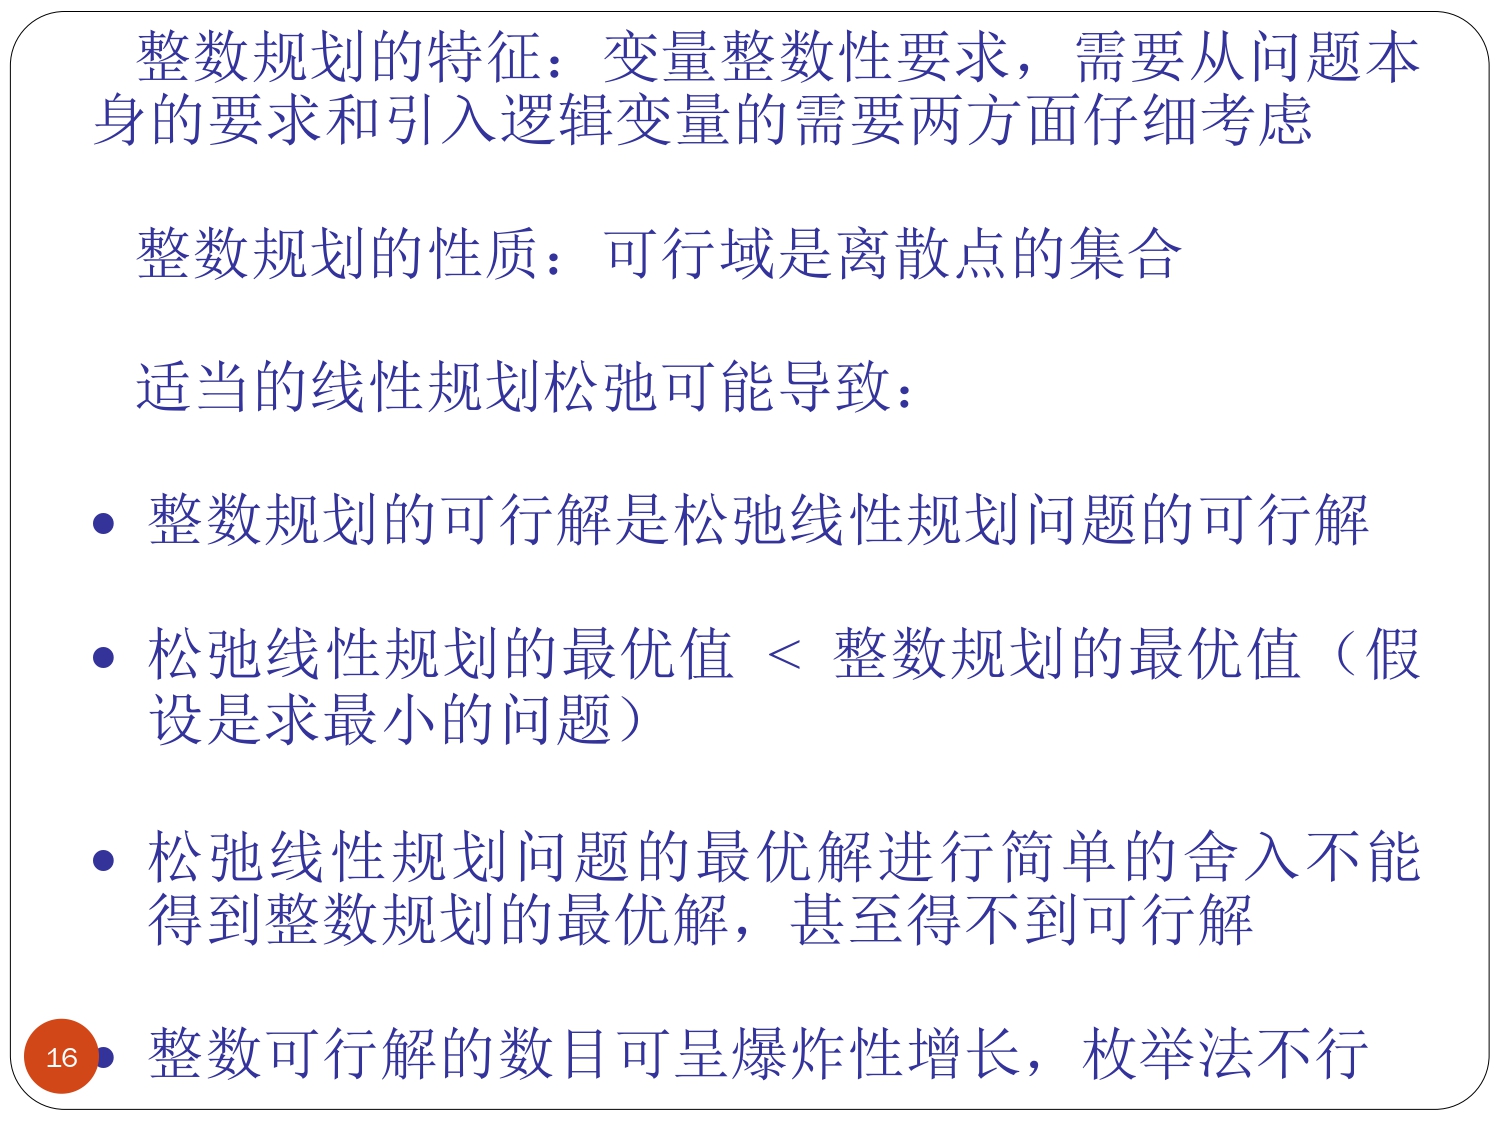 整数规划的特征：变量整数性要求，需要从问题本
身的要求和引入逻辑变量的需要两方面仔细考虑
整数规划的性质：可行域是离散点的集合
适当的线性规划松弛可能导致：
● 整数规划的可行解是松弛线性规划问题的可行解
● 松弛线性规划的最优值 < 整数规划的最优值（假
设是求最小的问题）
● 松弛线性规划问题的最优解进行简单的舍入不能
得到整数规划的最优解，甚至得不到可行解
● 整数可行解的数目可呈爆炸性增长，枚举法不行
16